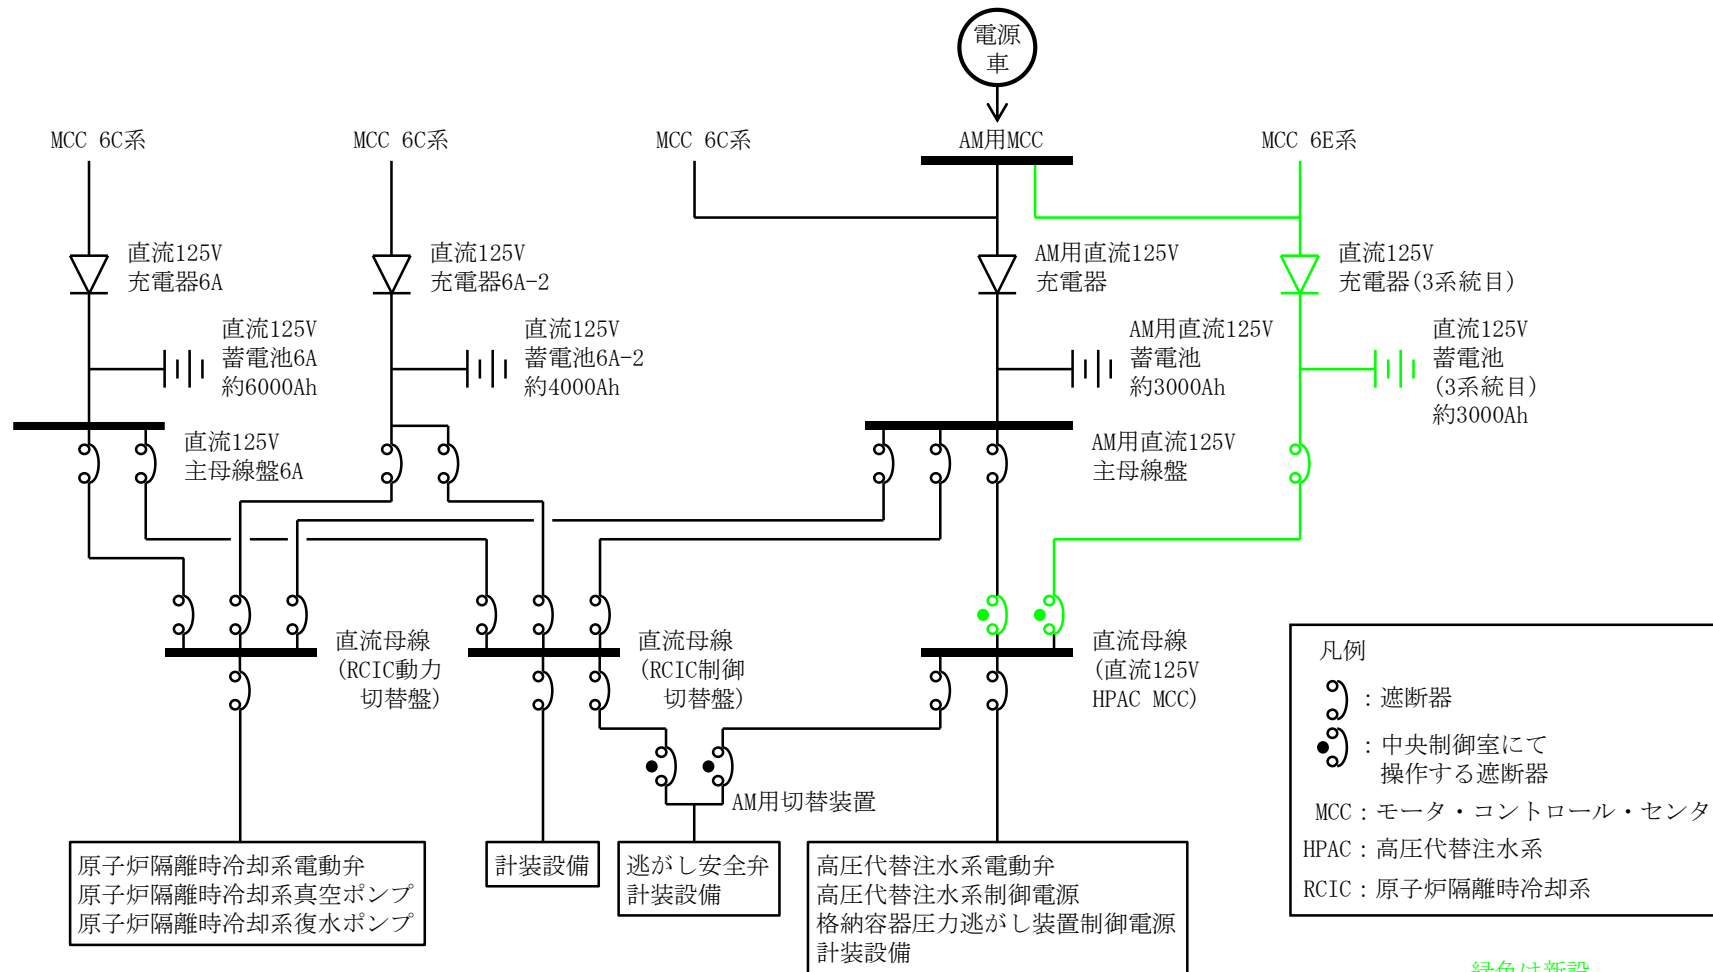 電源
車
MCC 6C系
MCC 6C系
MCC 6C系
AM用MCC
MCC 6E系
直流125V
充電器6A
直流125V
充電器6A-2
AM用直流125V
充電器
直流125V
充電器(3系統目)
直流125V
蓄電池6A
約6000Ah
直流125V
蓄電池6A-2
約4000Ah
AM用直流125V
蓄電池
約3000Ah
直流125V
蓄電池
(3系統目)
約3000Ah
直流125V
主母線盤6A
AM用直流125V
主母線盤
直流母線
(RCIC動力
切替盤)
直流母線
(RCIC制御
切替盤)
直流母線
(直流125V
HPAC MCC)
AM用切替装置
原子炉隔離時冷却系電動弁
原子炉隔離時冷却系真空ポンプ
原子炉隔離時冷却系復水ポンプ
計装設備
逃がし安全弁
計装設備
高圧代替注水系電動弁
高圧代替注水系制御電源
格納容器圧力逃がし装置制御電源
計装設備
凡例
：遮断器
：中央制御室にて
操作する遮断器
MCC：モータ・コントロール・センタ
HPAC：高圧代替注水系
RCIC：原子炉隔離時冷却系
緑色は新設